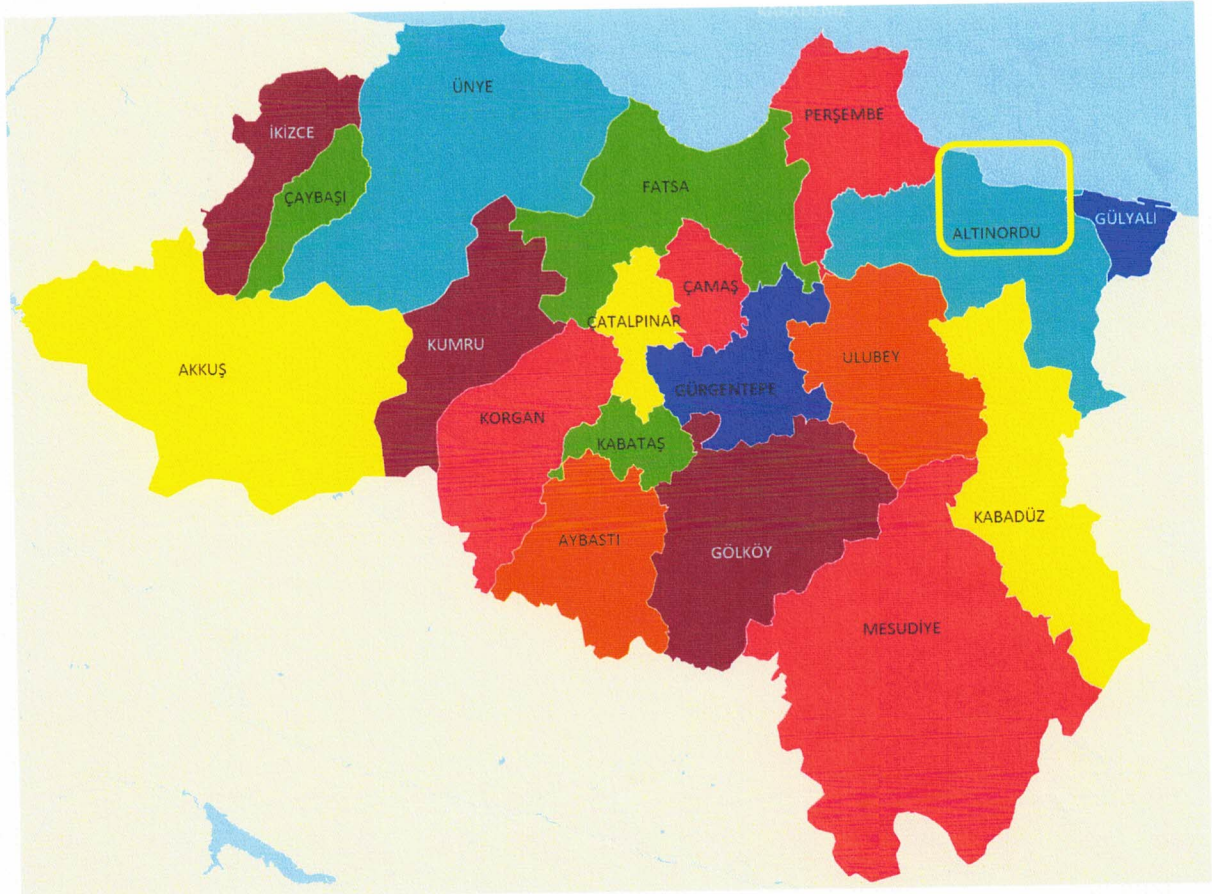 ÜNYE
PERŞEMBE
İKİZCE
FATSA
ÇAYBAŞI
GÜLYALI
ALTINORDU
ÇAMAŞ
ÇATALPINAR
KUMRU
ULUBEY
AKKUŞ
GÜRGENTEPE
KORGAN
KABATAŞ
KABADÜZ
AYBASTI
GÖLKÖY
MESUDİYE